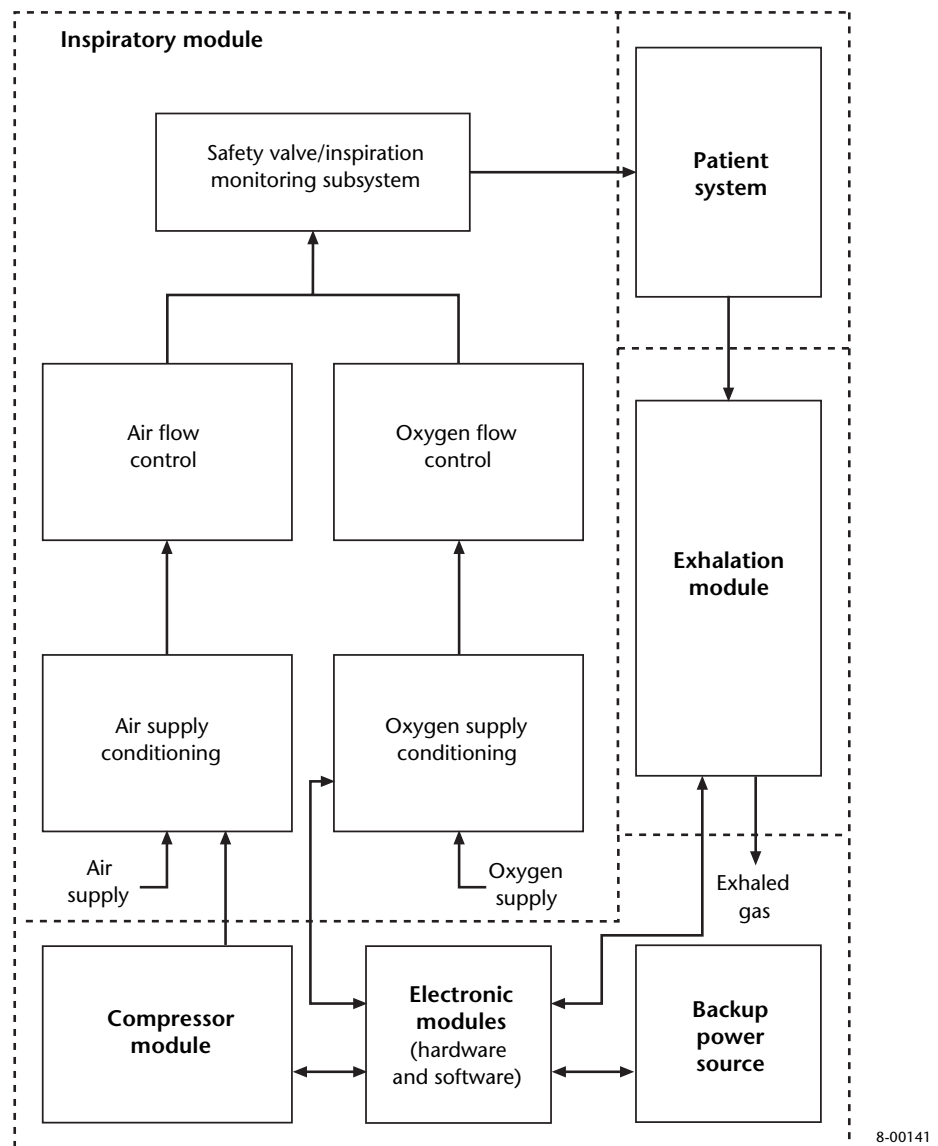 Inspiratory module
Safety valve/inspiration
monitoring subsystem
Patient
system
Air flow
control
Oxygen flow
control
Exhalation
module
Air supply
conditioning
Oxygen supply
conditioning
Air
supply
Oxygen
supply
Exhaled
gas
Compressor
module
Electronic
modules
(hardware
and software)
Backup
power
source
8-00141